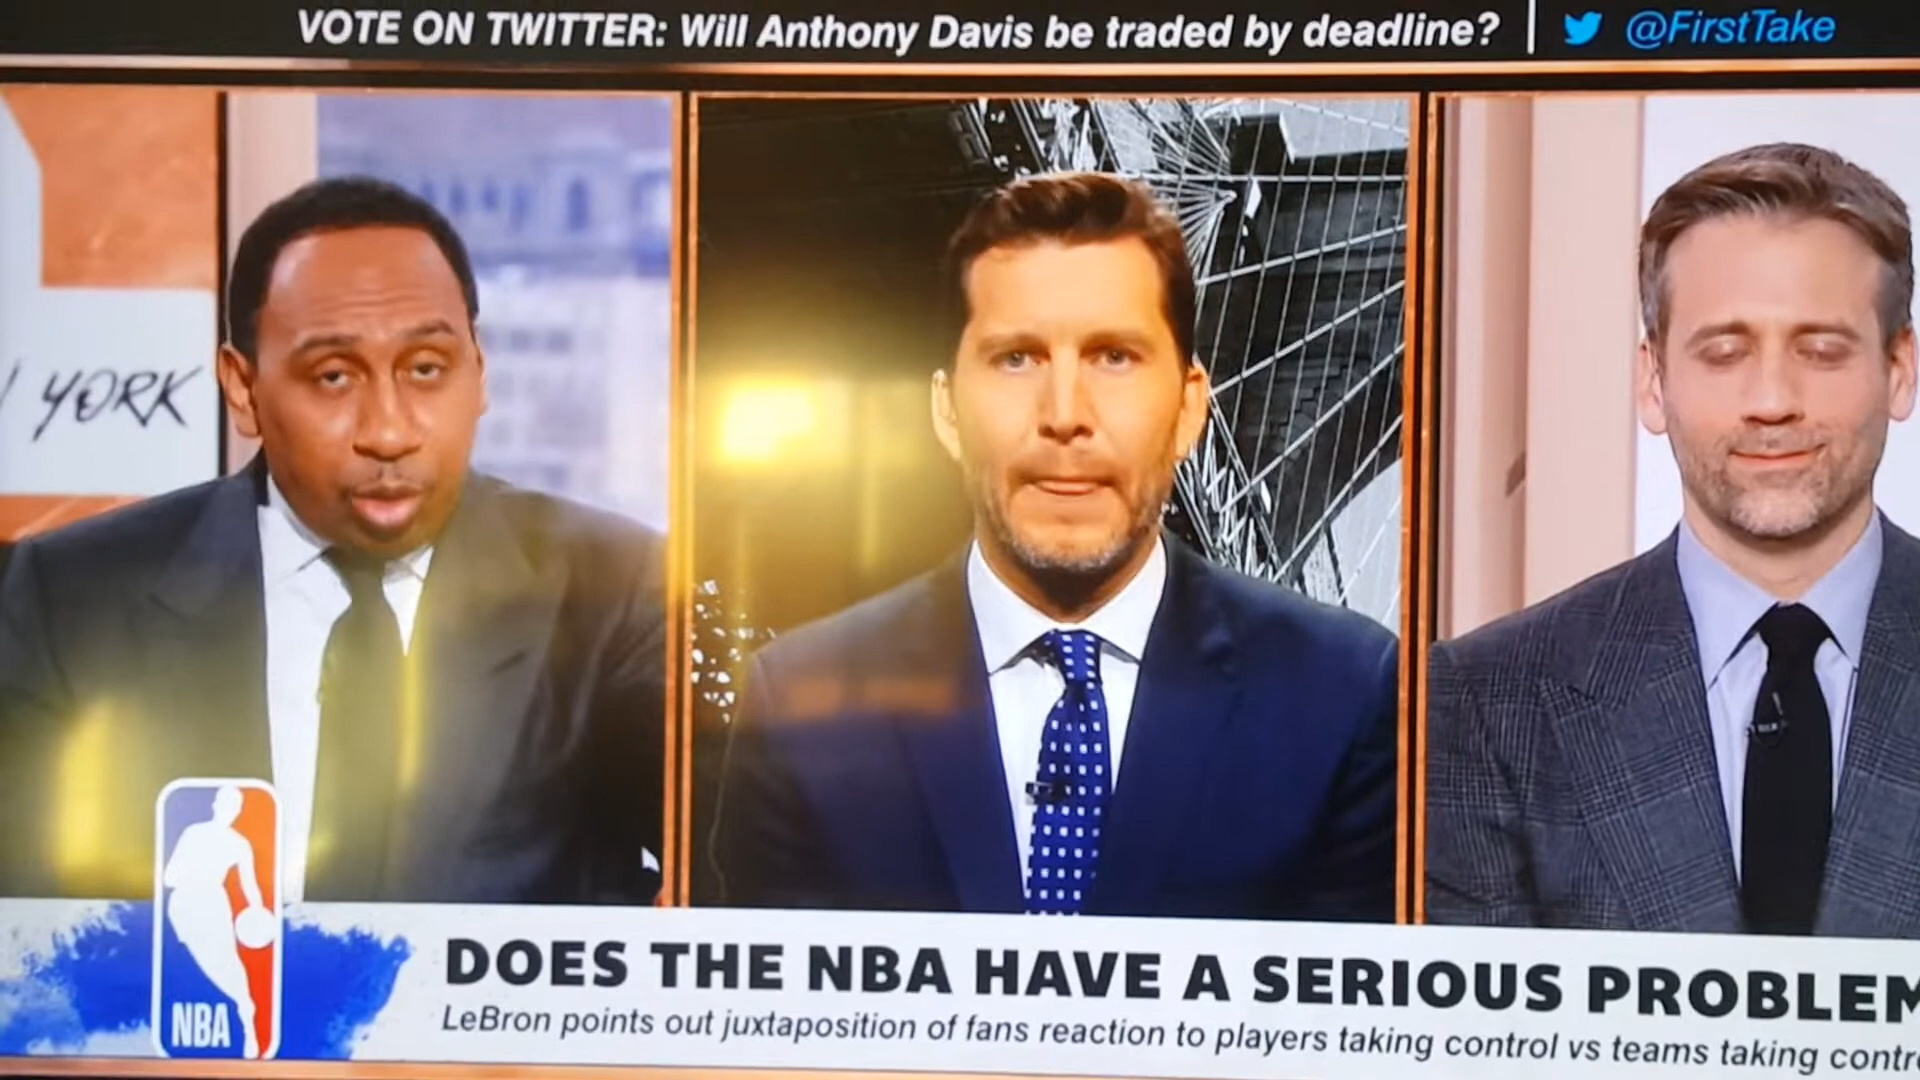 VOTE ON TWITTER: Will Anthony Davis be traded by deadline? @FirstTake
YORK
NBA
DOES THE NBA HAVE A SERIOUS PROBLEM
LeBron points out juxtaposition of fans reaction to players taking control vs teams taking contr